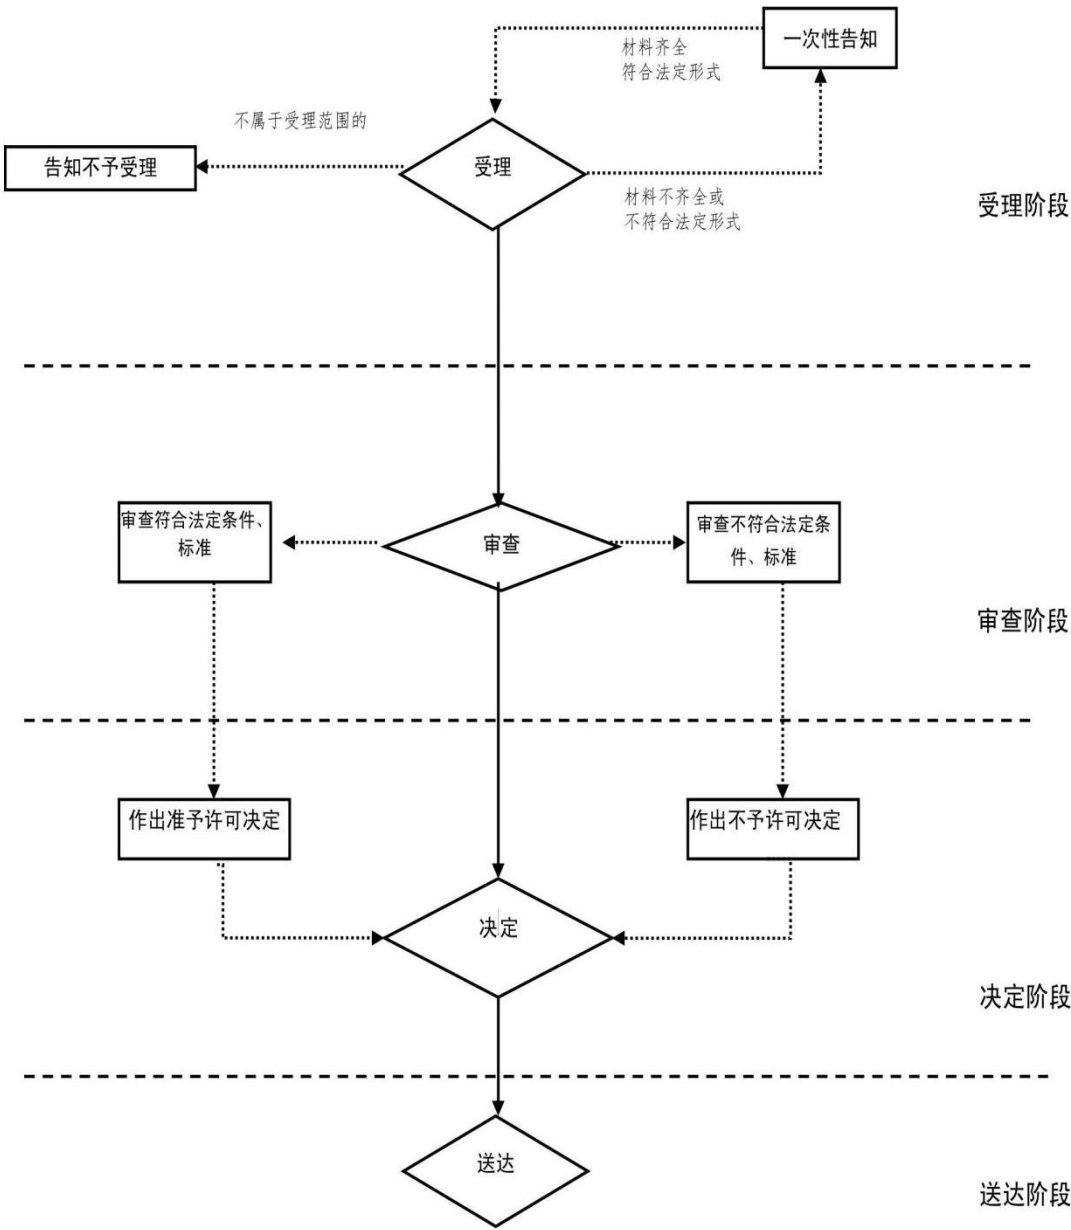 一次性告知
材料齐全
符合法定形式
不属于受理范围的
告知不予受理
受理
材料不齐全或
不符合法定形式
受理阶段
审查符合法定条件、
标准
审查
审查不符合法定条
件、标准
审查阶段
作出准予许可决定
作出不予许可决定
决定
决定阶段
送达
送达阶段